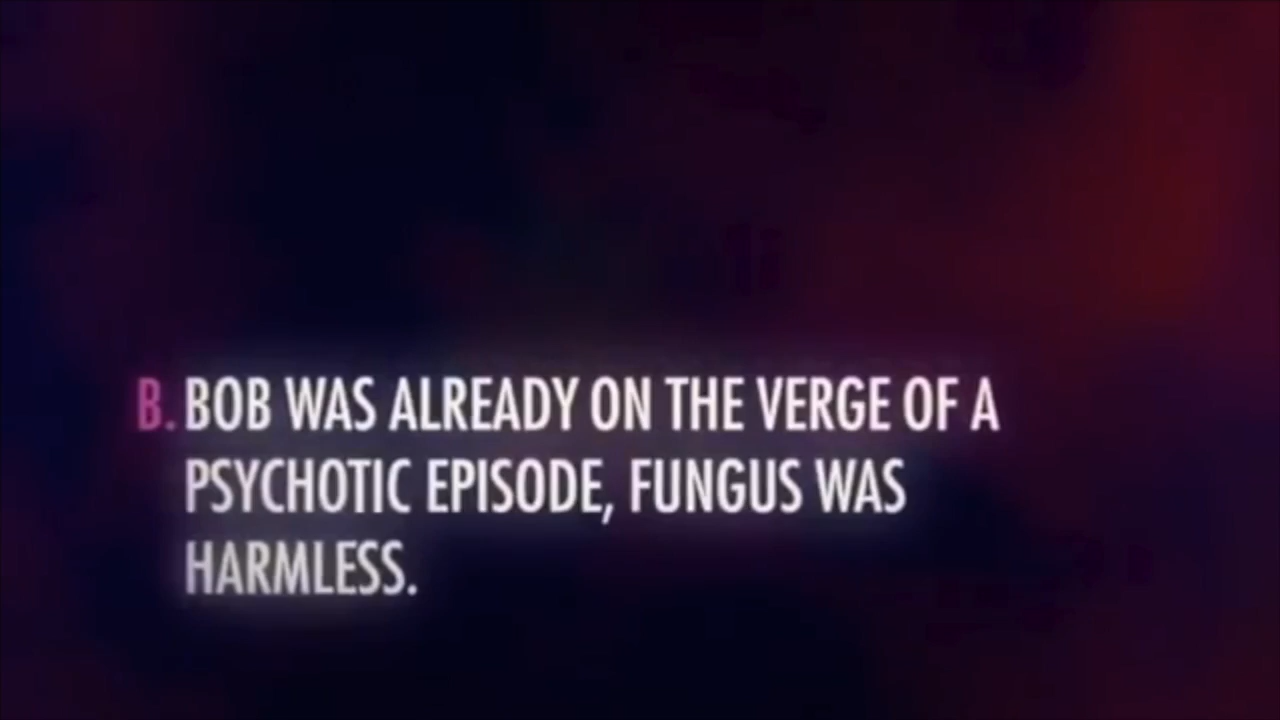 B. BOB WAS ALREADY ON THE VERGE OF A
PSYCHOTIC EPISODE, FUNGUS WAS
HARMLESS.